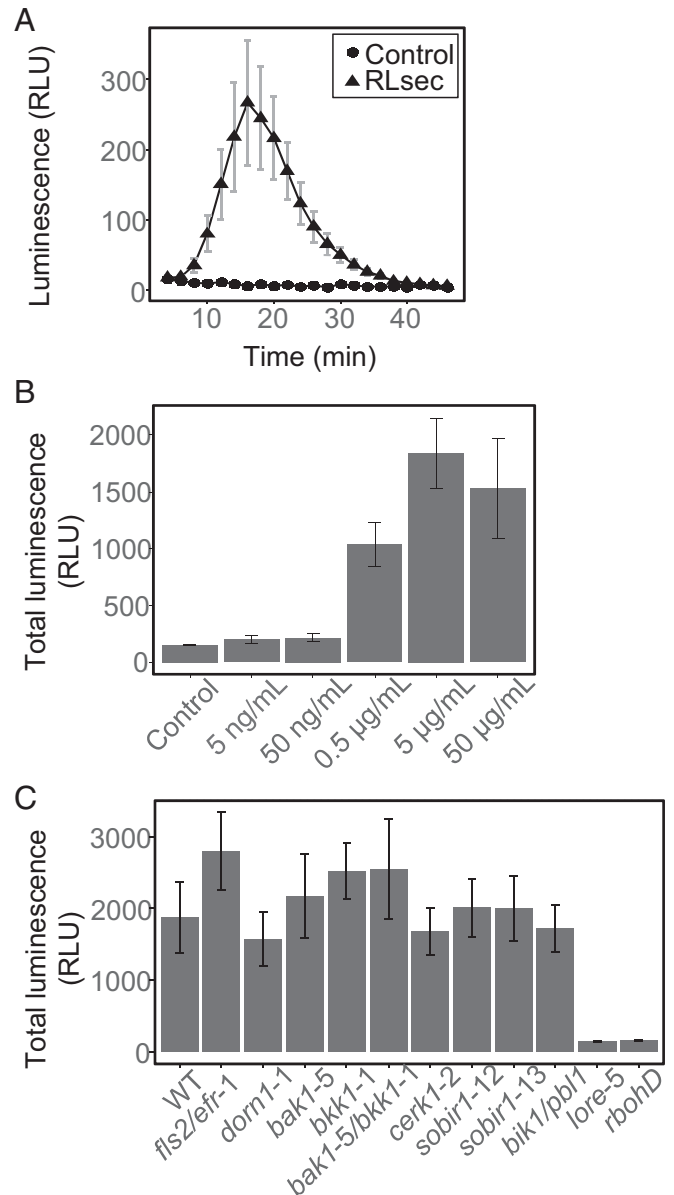 A
Luminescence (RLU)
300
200
100
0
Control
RLsec
10 20 30 40
Time (min)
B
Total luminescence
(RLU)
2000
1500
1000
500
0
Control
5 ng/mL
50 ng/mL
0.5 µg/mL
5 µg/mL
50 µg/mL
C
Total luminescence
(RLU)
3000
2000
1000
0
WT
fls2/efr-1
dorn1-1
bak1-5
bkk1-1
bak1-5/bkk1-1
cerk1-2
sobir1-12
sobir1-13
bik1/pbl1
lore-5
rbohD